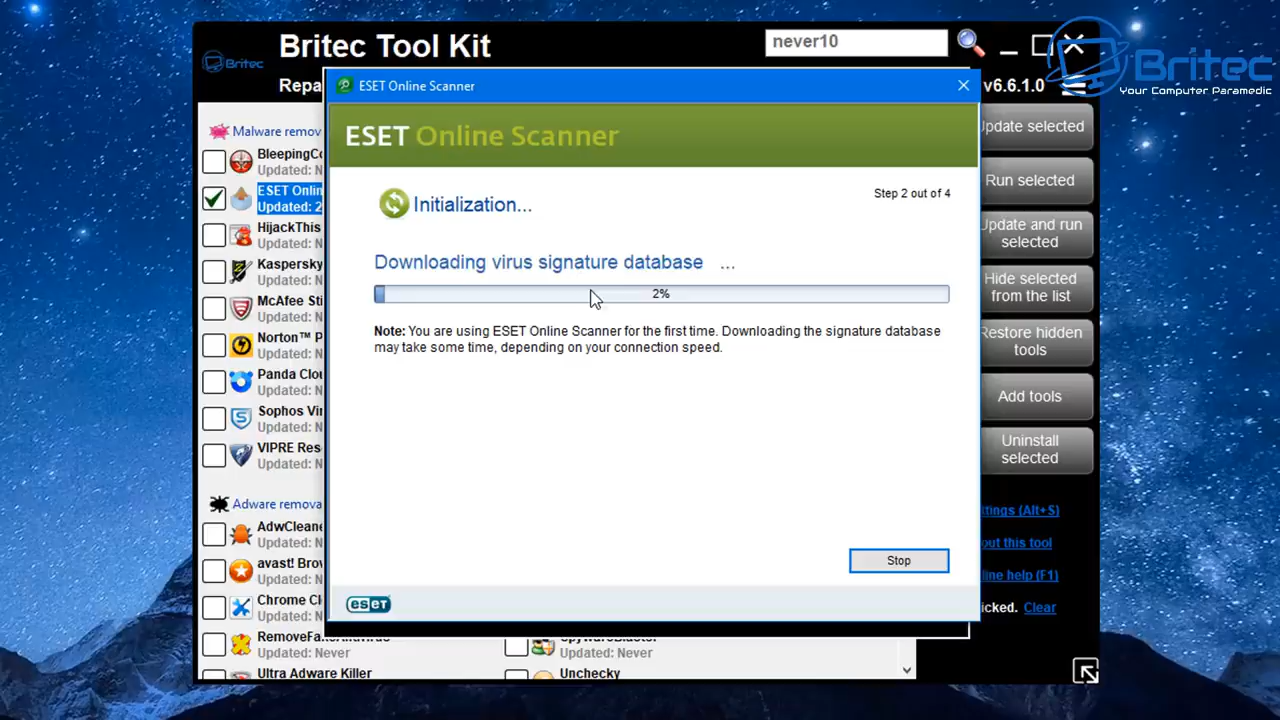 Britec Tool Kit
never10
Britec
Your Computer Paramedic
Britec
Repa
v6.6.1.0
ESET Online Scanner
ESET Online Scanner
Initialization...
Step 2 out of 4
Downloading virus signature database ...
2%
Note: You are using ESET Online Scanner for the first time. Downloading the signature database
may take some time, depending on your connection speed.
Stop
eseT
Malware remov
BleepingCo
Updated: N
ESET Onlin
Updated: 2
HijackThis
Updated: N
Kaspersky
Updated: N
McAfee Sti
Updated: N
Norton™ P
Updated: N
Panda Clou
Updated: N
Sophos Vir
Updated: N
VIPRE Res
Updated: N
Adware remova
AdwCleane
Updated: N
avast! Brow
Updated: N
Chrome Cl
Updated: N
RemoveFakeAntivirus
Updated: Never
Ultra Adware Killer
SpywareBlaster
Updated: Never
Unchecky
Update selected
Run selected
Update and run
selected
Hide selected
from the list
Restore hidden
tools
Add tools
Uninstall
selected
ttings (Alt+S)
out this tool
line help (F1)
icked. Clear